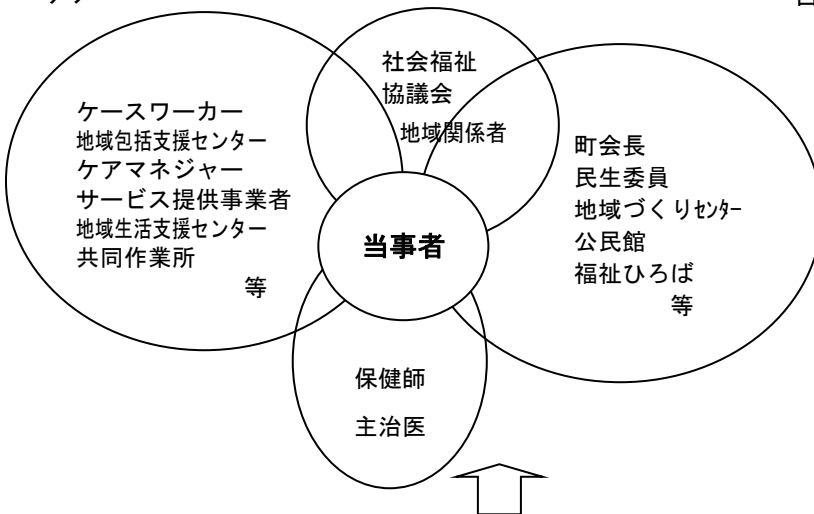 社会福祉
協議会
地域関係者
ケースワーカー
地域包括支援センター
ケアマネジャー
サービス提供事業者
地域生活支援センター
共同作業所
等
当事者
町会長
民生委員
地域づくりｾﾝﾀｰ
公民館
福祉ひろば
等
保健師
主治医